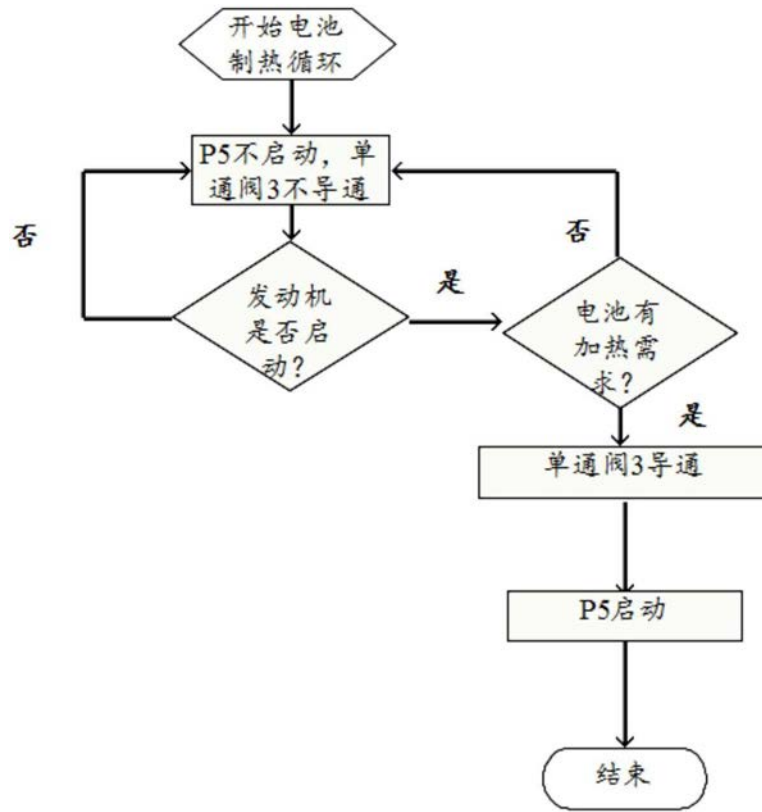 开始电池
制热循环
P5不启动，单
通阀3不导通
否
发动机
是否启
动？
是
否
电池有
加热需
求？
是
单通阀3导通
P5启动
结束